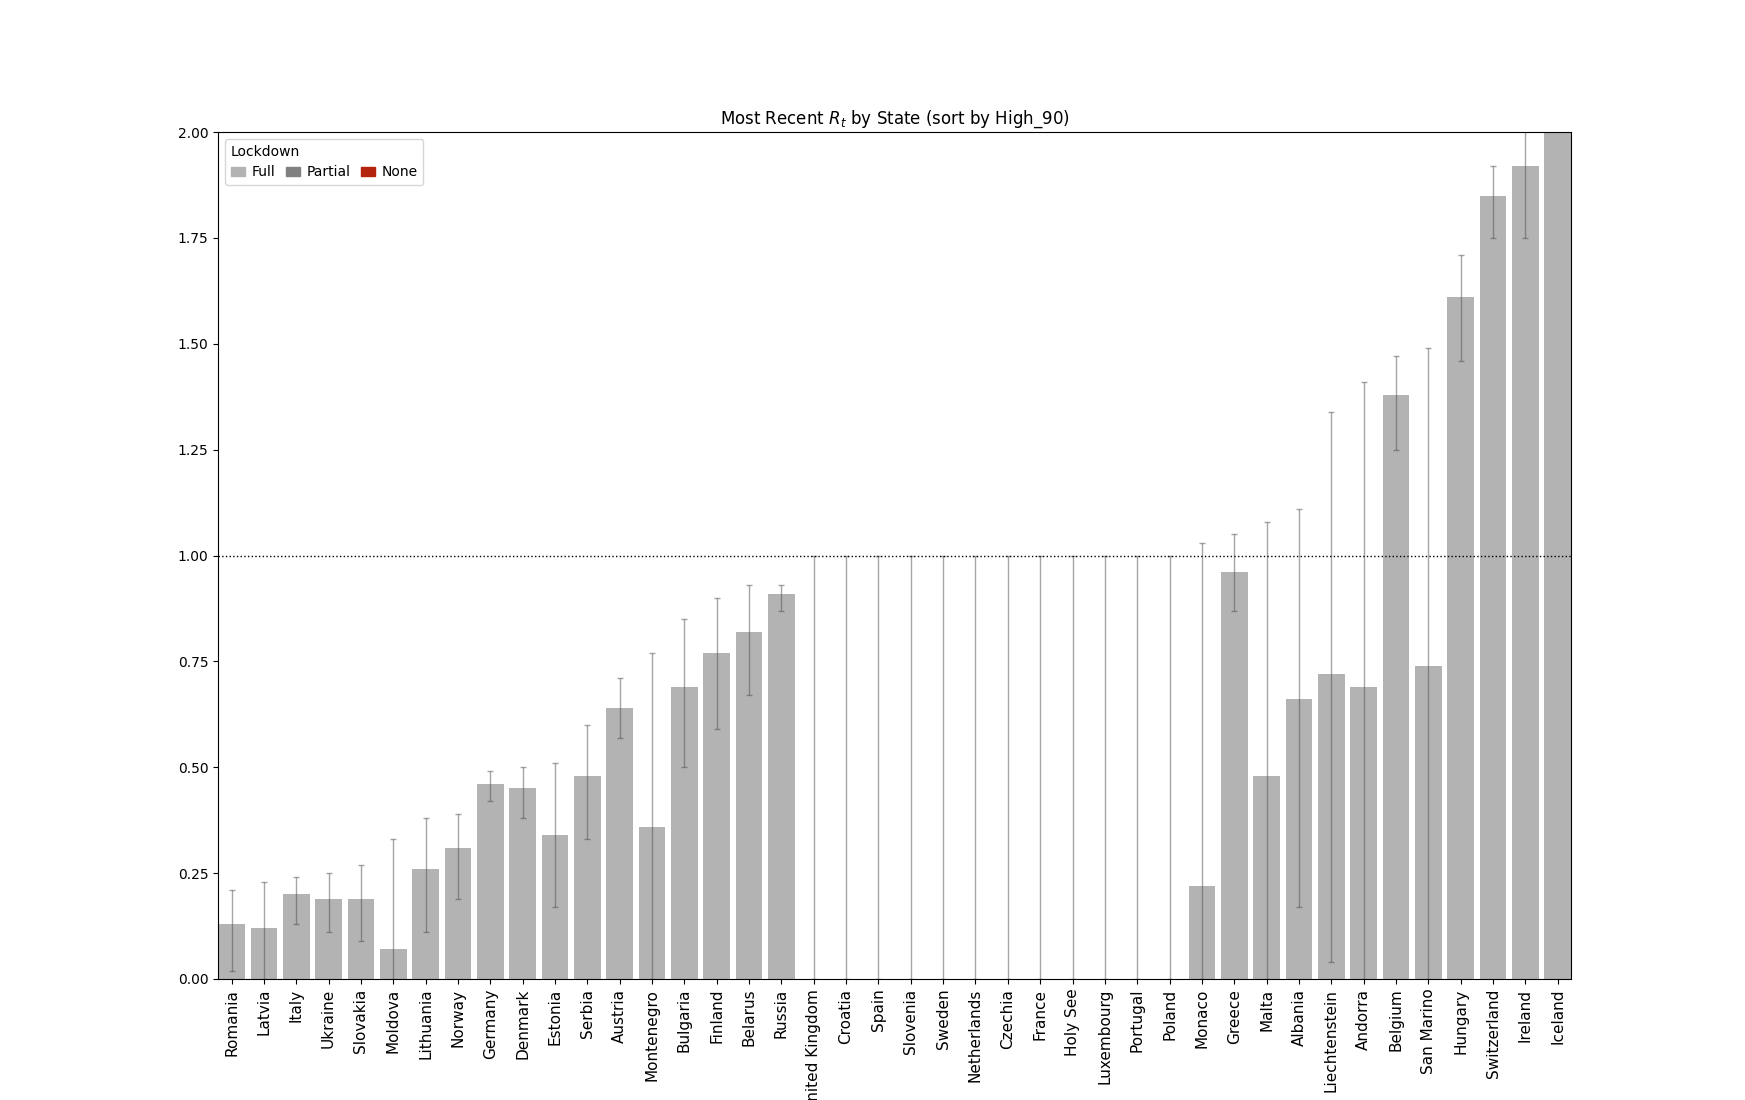 Most Recent R_t by State (sort by High_90)
Lockdown
Full Partial None
2.00
1.75
1.50
1.25
1.00
0.75
0.50
0.25
0.00
Romania
Latvia
Italy
Ukraine
Slovakia
Moldova
Lithuania
Norway
Germany
Denmark
Estonia
Serbia
Austria
Montenegro
Bulgaria
Finland
Belarus
Russia
nited Kingdom
Croatia
Spain
Slovenia
Sweden
Netherlands
Czechia
France
Holy See
Luxembourg
Portugal
Poland
Monaco
Greece
Malta
Albania
Liechtenstein
Andorra
Belgium
San Marino
Hungary
Switzerland
Ireland
Iceland